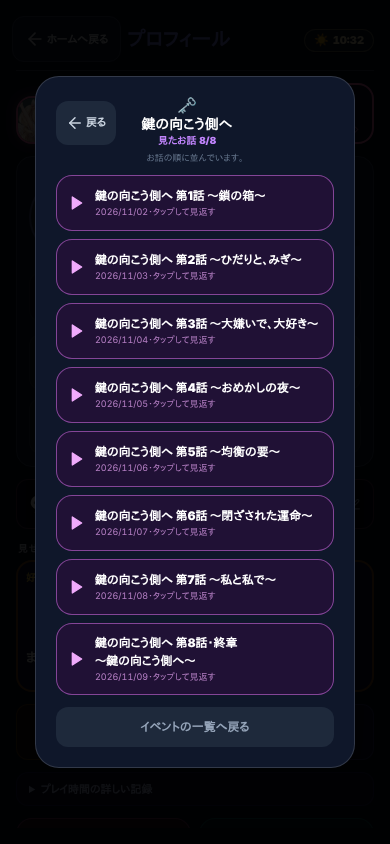 ホームへ戻る
プロフィール
10:32
戻る
鍵の向こう側へ
見たお話 8/8
お話の順に並んでいます。
鍵の向こう側へ 第1話 〜鎖の箱〜
2026/11/02・タップして見返す
鍵の向こう側へ 第2話 〜ひだりと、みぎ〜
2026/11/03・タップして見返す
鍵の向こう側へ 第3話 〜大嫌いで、大好き〜
2026/11/04・タップして見返す
鍵の向こう側へ 第4話 〜おめかしの夜〜
2026/11/05・タップして見返す
鍵の向こう側へ 第5話 〜均衡の要〜
2026/11/06・タップして見返す
鍵の向こう側へ 第6話 〜閉ざされた運命〜
2026/11/07・タップして見返す
鍵の向こう側へ 第7話 〜私と私で〜
2026/11/08・タップして見返す
鍵の向こう側へ 第8話・終章
〜鍵の向こう側へ〜
2026/11/09・タップして見返す
イベントの一覧へ戻る
プレイ時間の詳しい記録